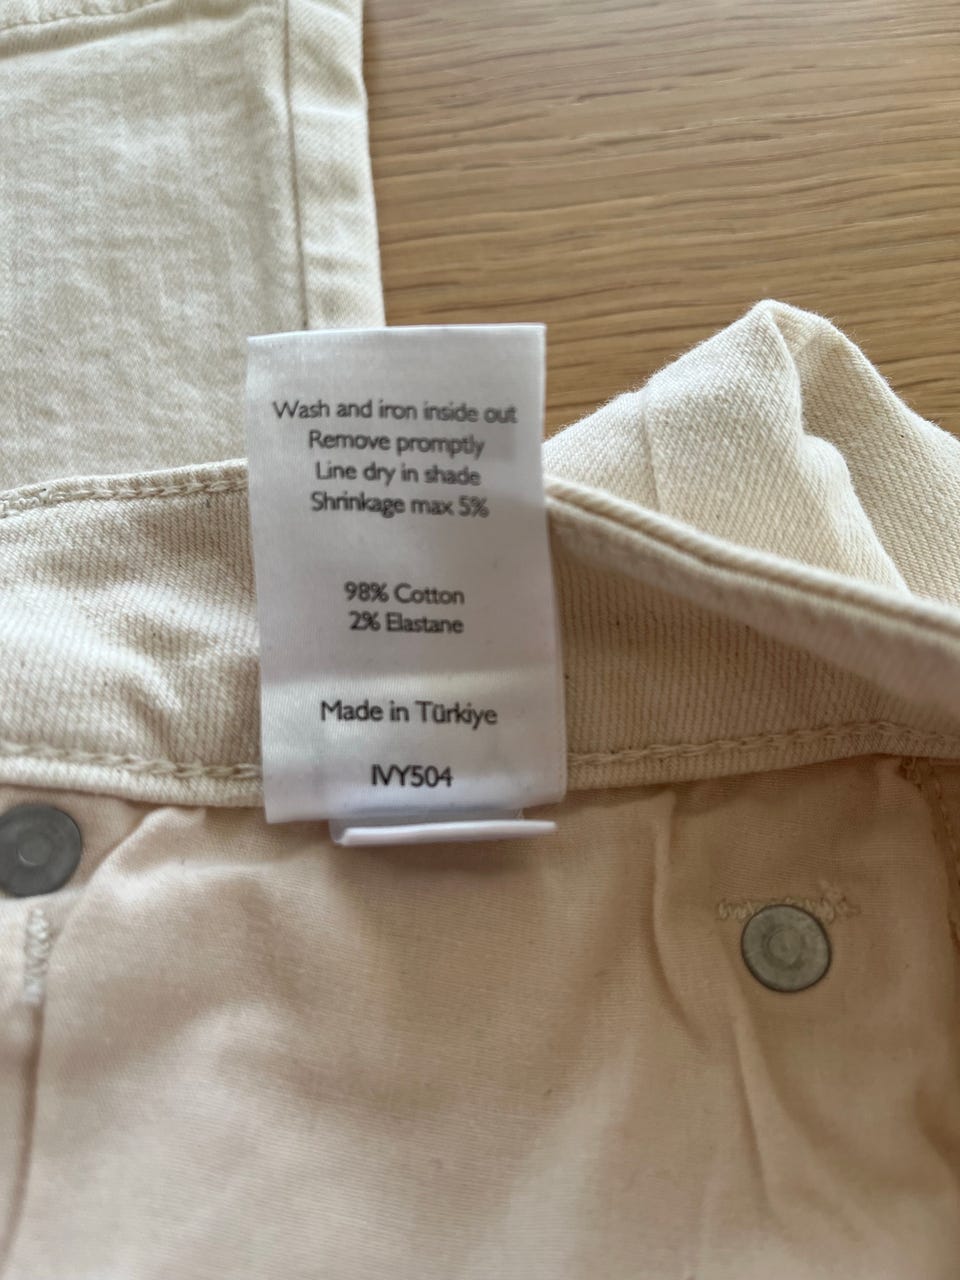 Wash and iron inside out
Remove promptly
Line dry in shade
Shrinkage max 5%
98% Cotton
2% Elastane
Made in Türkiye
IVY504